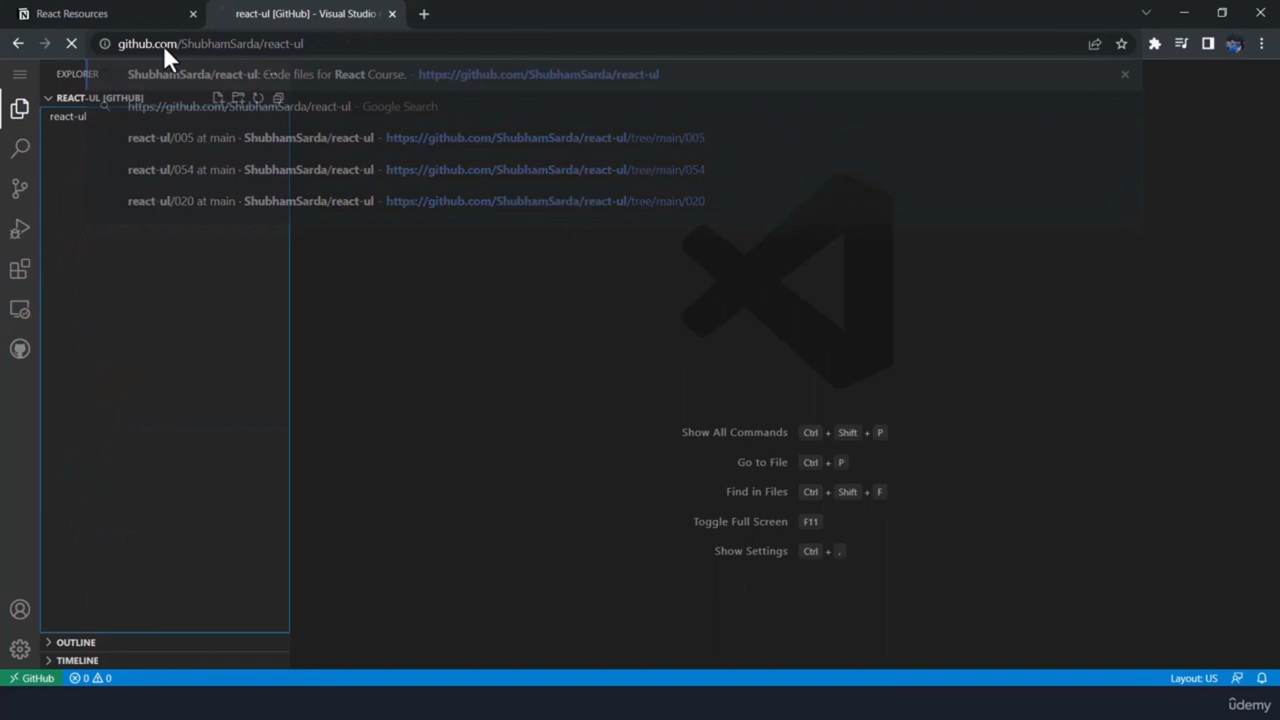 React Resources
react-ul [GitHub] - Visual Studio
github.com/ShubhamSarda/react-ul
EXPLORER
ShubhamSarda/react-ul: Code files for React Course. - https://github.com/ShubhamSarda/react-ul
REACT-UL [GITHUB]
https://github.com/ShubhamSarda/react-ul - Google Search
react-ul
react-ul/005 at main · ShubhamSarda/react-ul - https://github.com/ShubhamSarda/react-ul/tree/main/005
react-ul/054 at main · ShubhamSarda/react-ul - https://github.com/ShubhamSarda/react-ul/tree/main/054
react-ul/020 at main · ShubhamSarda/react-ul - https://github.com/ShubhamSarda/react-ul/tree/main/020
Show All Commands Ctrl + Shift + P
Go to File Ctrl + P
Find in Files Ctrl + Shift + F
Toggle Full Screen F11
Show Settings Ctrl + ,
OUTLINE
TIMELINE
GitHub 0 0 Layout: US
ûdemy